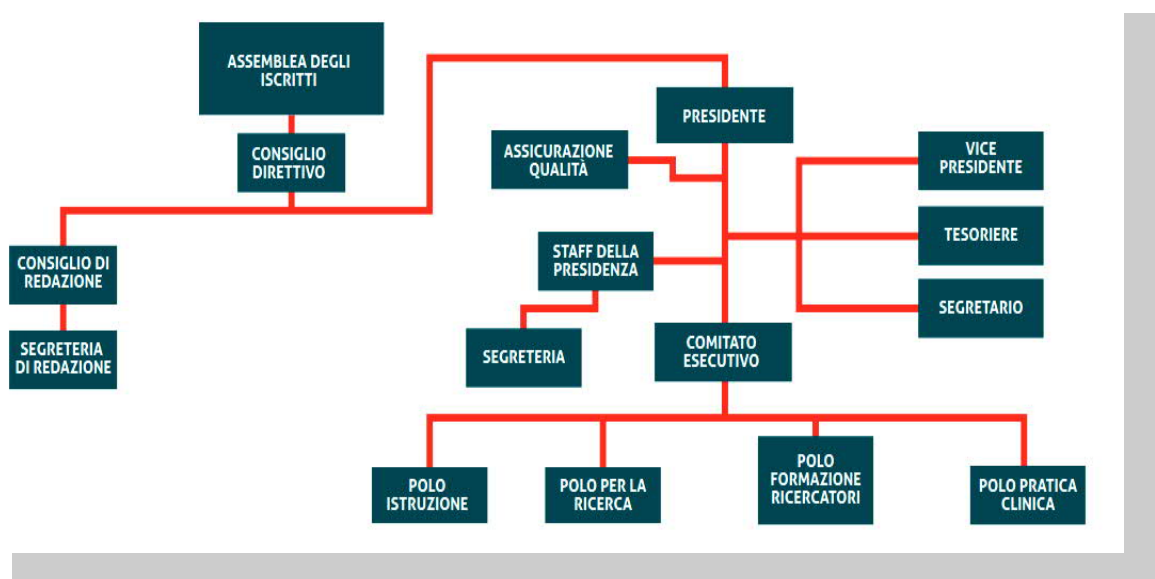 ASSEMBLEA DEGLI
ISCRITTI
PRESIDENTE
CONSIGLIO
DIRETTIVO
ASSICURAZIONE
QUALITÀ
VICE
PRESIDENTE
TESORIERE
STAFF DELLA
PRESIDENZA
CONSIGLIO DI
REDAZIONE
SEGRETARIO
SEGRETERIA
DI REDAZIONE
SEGRETERIA
COMITATO
ESECUTIVO
POLO
ISTRUZIONE
POLO PER LA
RICERCA
POLO
FORMAZIONE
RICERCATORI
POLO PRATICA
CLINICA